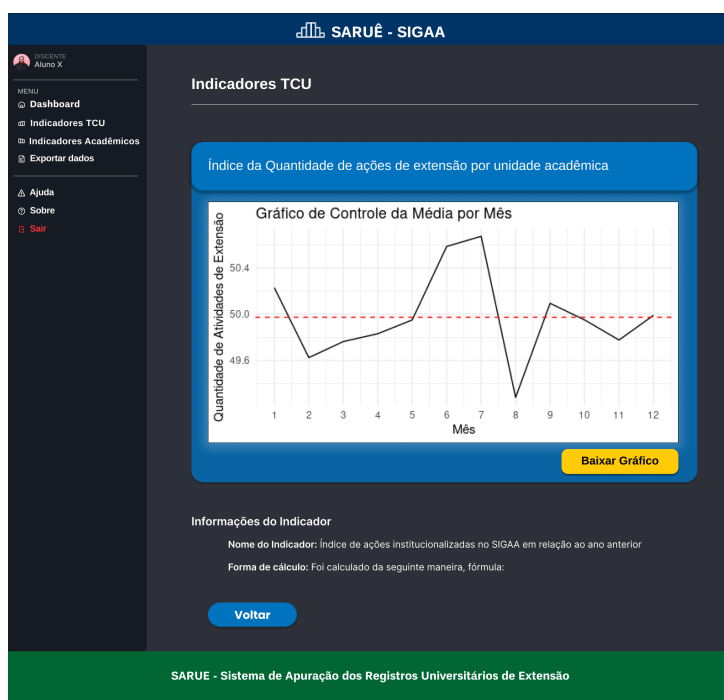 SARUÊ - SIGAA
DISCENTE
Aluno X
MENU
Dashboard
Indicadores TCU
Indicadores Acadêmicos
Exportar dados
Ajuda
Sobre
Sair
Indicadores TCU
Índice da Quantidade de ações de extensão por unidade acadêmica
Gráfico de Controle da Média por Mês
Quantidade de Atividades de Extensão
50.4
50.0
49.6
1 2 3 4 5 6 7 8 9 10 11 12
Mês
Baixar Gráfico
Informações do Indicador
Nome do Indicador: Índice de ações institucionalizadas no SIGAA em relação ao ano anterior
Forma de cálculo: Foi calculado da seguinte maneira, fórmula:
Voltar
SARUE - Sistema de Apuração dos Registros Universitários de Extensão